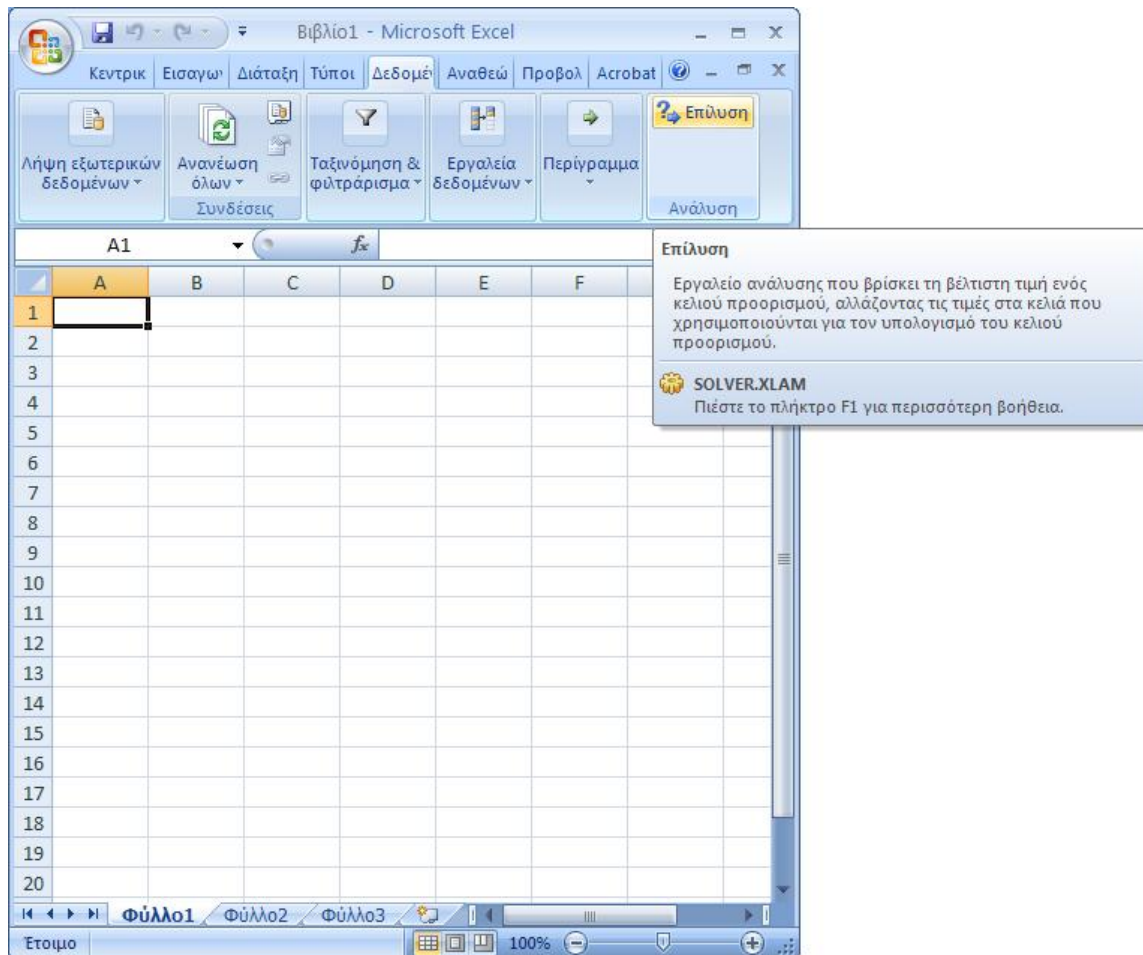 Βιβλίο1 - Microsoft Excel
Κεντρικ Εισαγω Διάταξη Τύποι Δεδομέ Αναθεώ Προβολ Acrobat
Επίλυση
Λήψη εξωτερικών δεδομένων
Ανανέωση όλων
Ταξινόμηση & φιλτράρισμα
Εργαλεία δεδομένων
Περίγραμμα
Συνδέσεις
Ανάλυση
A1
fx
Επίλυση
Εργαλείο ανάλυσης που βρίσκει τη βέλτιστη τιμή ενός
κελιού προορισμού, αλλάζοντας τις τιμές στα κελιά που
χρησιμοποιούνται για τον υπολογισμό του κελιού
προορισμού.
SOLVER.XLAM
Πιέστε το πλήκτρο F1 για περισσότερη βοήθεια.
A B C D E F
1
2
3
4
5
6
7
8
9
10
11
12
13
14
15
16
17
18
19
20
Φύλλο1 Φύλλο2 Φύλλο3
Έτοιμο
100%